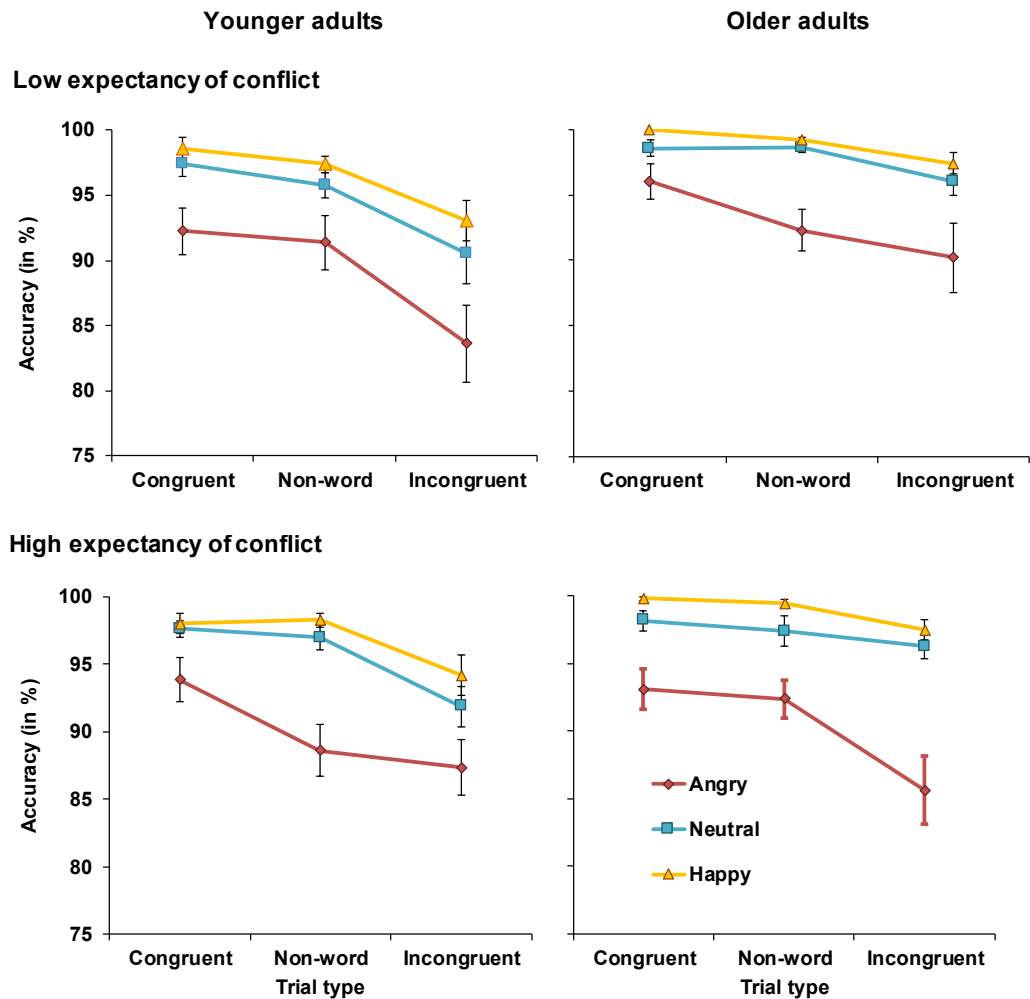 Younger adults
Older adults
Low expectancy of conflict
Accuracy (in %)
100
95
90
85
80
75
Congruent
Non-word
Incongruent
Congruent
Non-word
Incongruent
High expectancy of conflict
Accuracy (in %)
100
95
90
85
80
75
Congruent
Non-word
Incongruent
Trial type
Angry
Neutral
Happy
Congruent
Non-word
Incongruent
Trial type